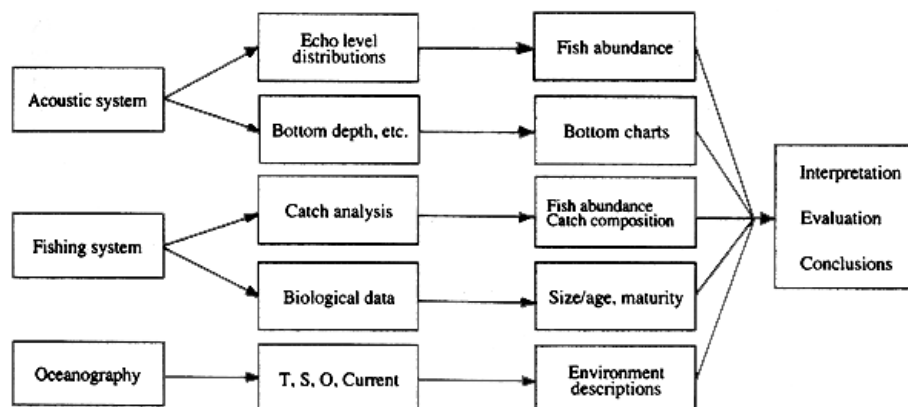 Echo level
distributions
Fish abundance
Acoustic system
Bottom depth, etc.
Bottom charts
Interpretation
Evaluation
Conclusions
Catch analysis
Fish abundance
Catch composition
Fishing system
Biological data
Size/age, maturity
Oceanography
T, S, O, Current
Environment
descriptions